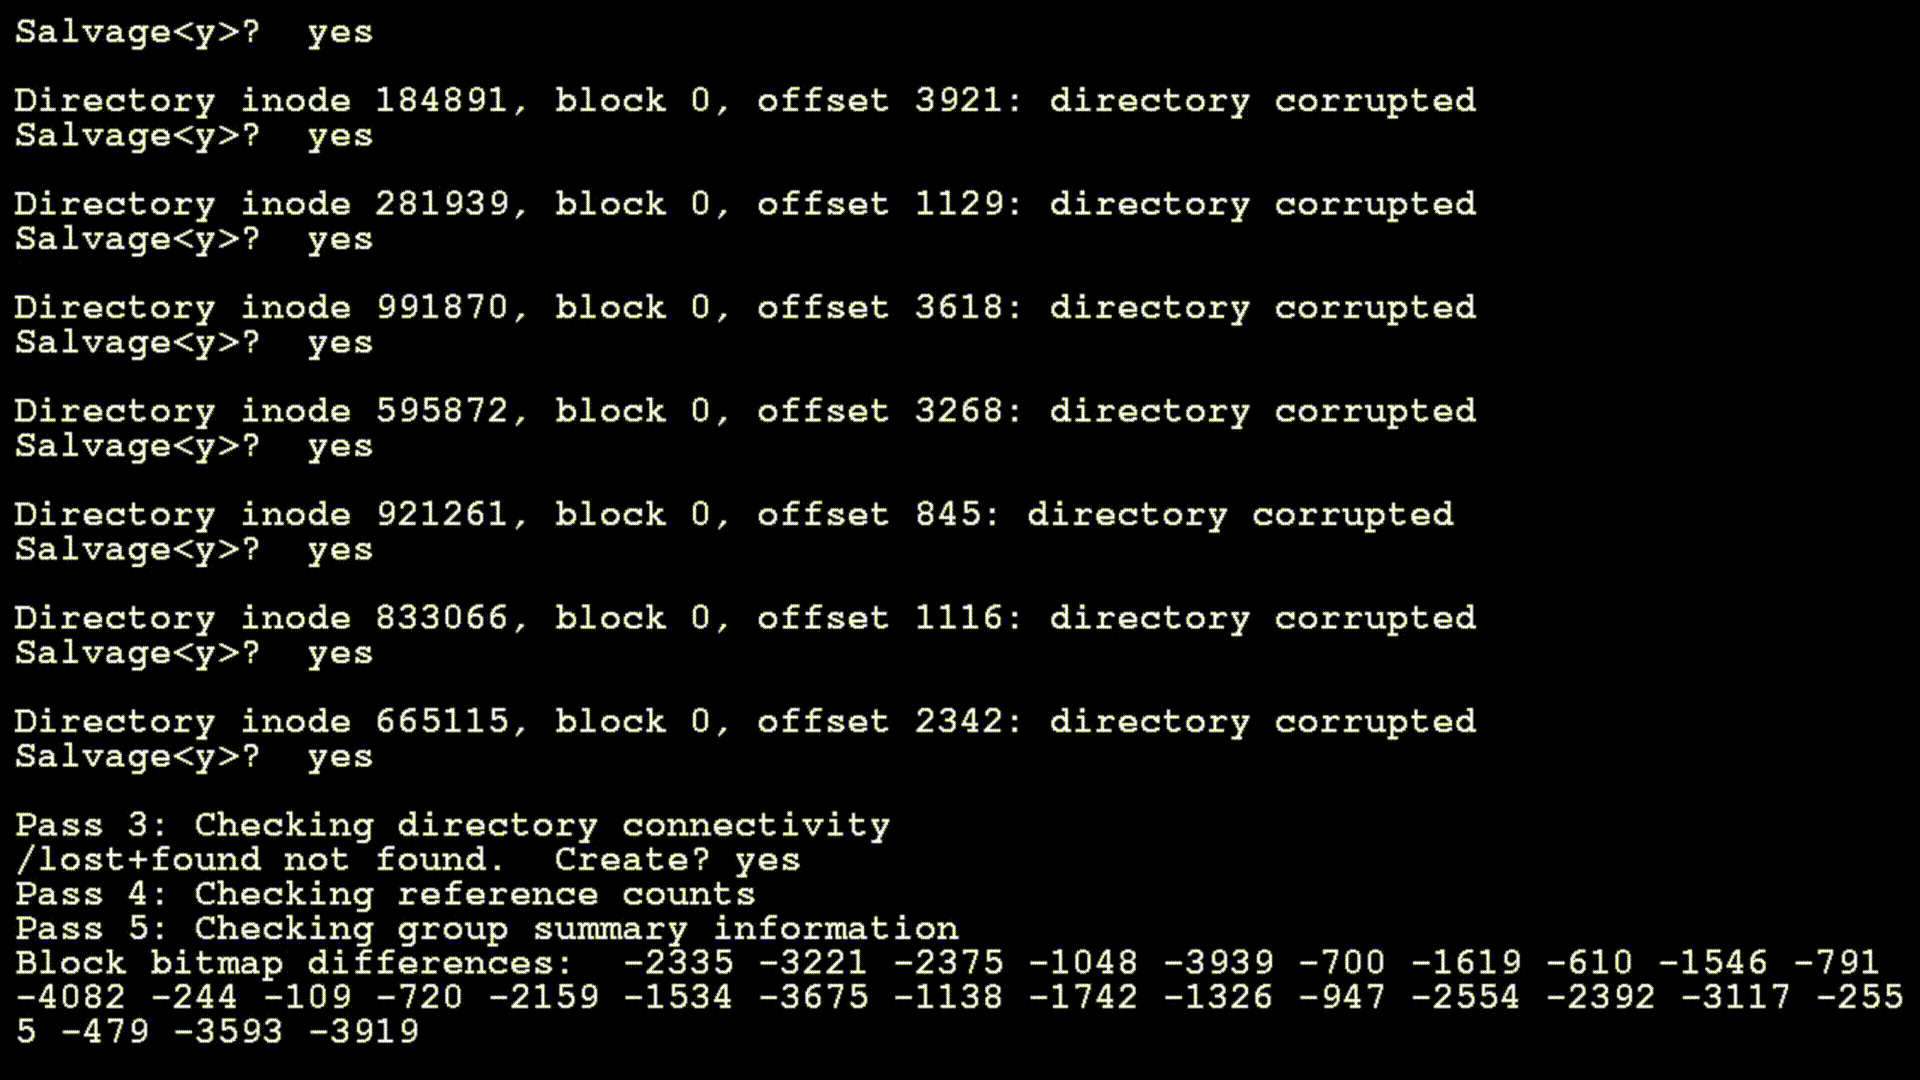 Salvage<y>?  yes
Directory inode 184891, block 0, offset 3921: directory corrupted
Salvage<y>?  yes
Directory inode 281939, block 0, offset 1129: directory corrupted
Salvage<y>?  yes
Directory inode 991870, block 0, offset 3618: directory corrupted
Salvage<y>?  yes
Directory inode 595872, block 0, offset 3268: directory corrupted
Salvage<y>?  yes
Directory inode 921261, block 0, offset 845: directory corrupted
Salvage<y>?  yes
Directory inode 833066, block 0, offset 1116: directory corrupted
Salvage<y>?  yes
Directory inode 665115, block 0, offset 2342: directory corrupted
Salvage<y>?  yes
Pass 3: Checking directory connectivity
/lost+found not found.  Create? yes
Pass 4: Checking reference counts
Pass 5: Checking group summary information
Block bitmap differences:  -2335 -3221 -2375 -1048 -3939 -700 -1619 -610 -1546 -791
-4082 -244 -109 -720 -2159 -1534 -3675 -1138 -1742 -1326 -947 -2554 -2392 -3117 -255
5 -479 -3593 -3919